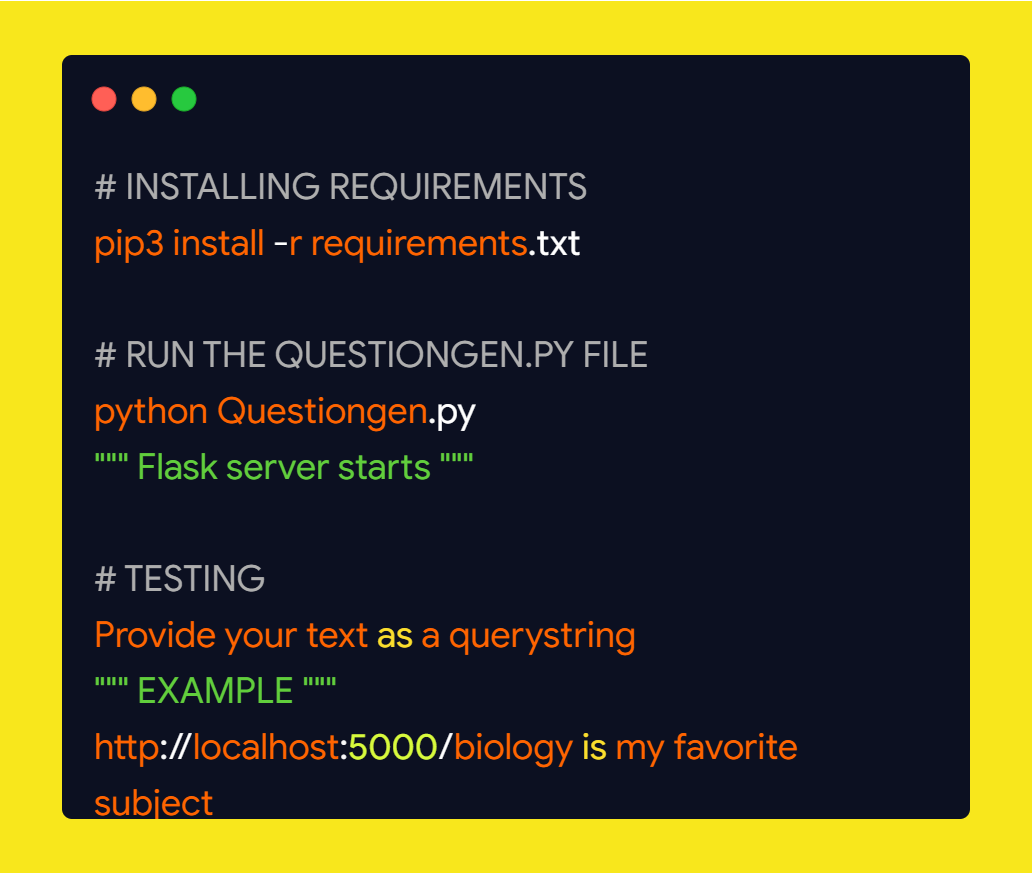 # INSTALLING REQUIREMENTS
pip3 install -r requirements.txt
# RUN THE QUESTIONGEN.PY FILE
python Questiongen.py
""" Flask server starts """
# TESTING
Provide your text as a querystring
""" EXAMPLE """
http://localhost:5000/biology is my favorite
subject